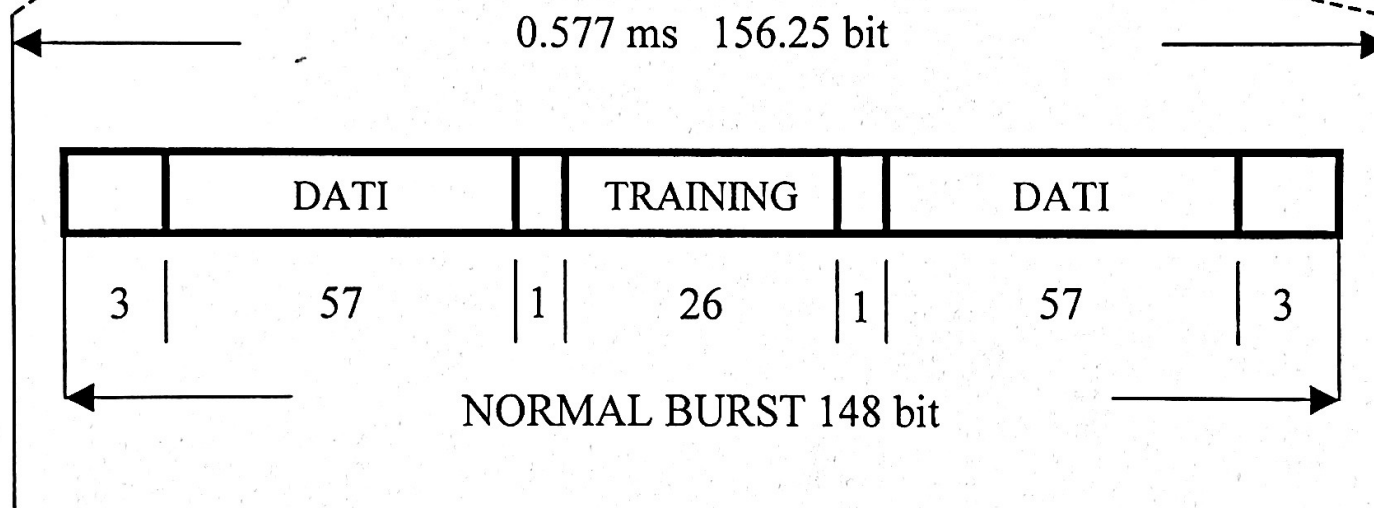 0.577 ms 156.25 bit
DATI TRAINING DATI
3 57 1 26 1 57 3
NORMAL BURST 148 bit